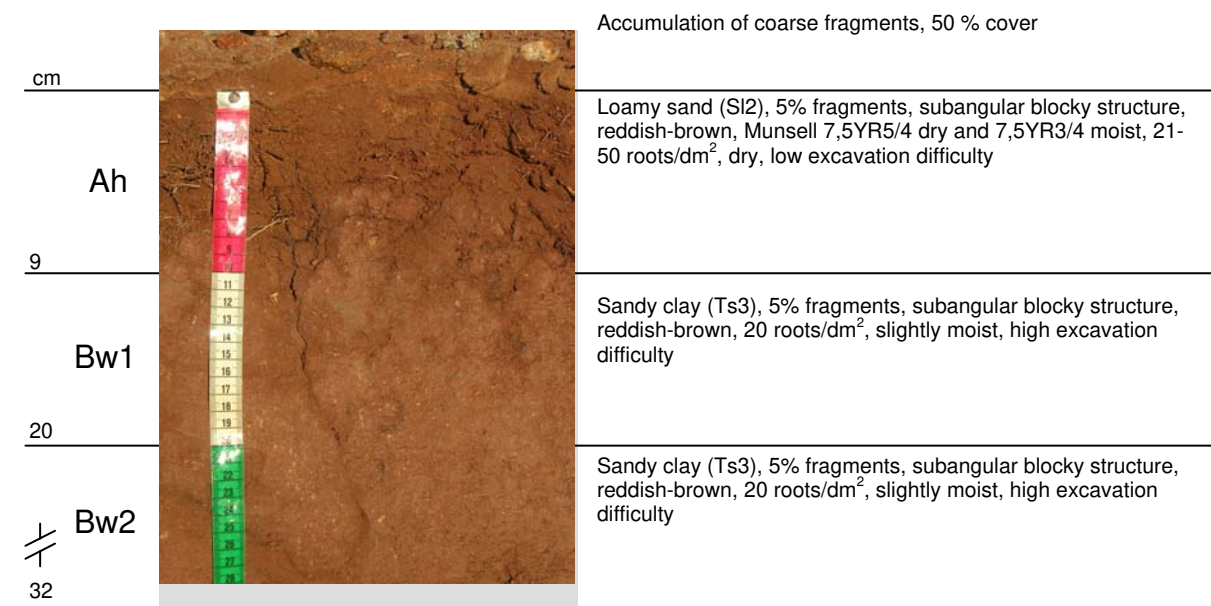 Accumulation of coarse fragments, 50 % cover
cm
Loamy sand (Sl2), 5% fragments, subangular blocky structure,
reddish-brown, Munsell 7,5YR5/4 dry and 7,5YR3/4 moist, 21-
50 roots/dm², dry, low excavation difficulty
Ah
9
9
11
12
13
14
15
16
17
18
19
Sandy clay (Ts3), 5% fragments, subangular blocky structure,
reddish-brown, 20 roots/dm², slightly moist, high excavation
difficulty
Bw1
20
22
23
24
25
26
27
28
Sandy clay (Ts3), 5% fragments, subangular blocky structure,
reddish-brown, 20 roots/dm², slightly moist, high excavation
difficulty
Bw2
32